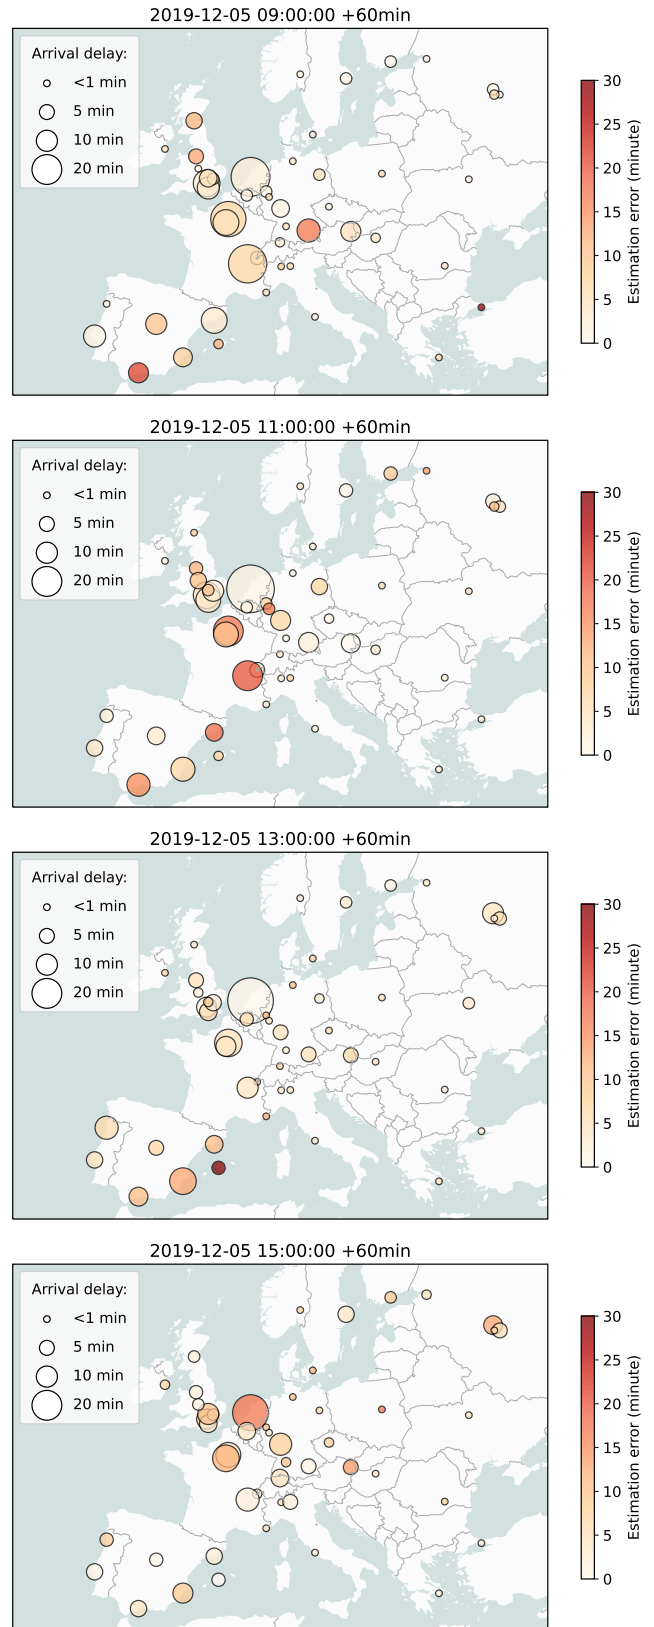 2019-12-05 09:00:00 +60min
Arrival delay:
<1 min
5 min
10 min
20 min
30
25
20
15
10
5
0
Estimation error (minute)
2019-12-05 11:00:00 +60min
Arrival delay:
<1 min
5 min
10 min
20 min
30
25
20
15
10
5
0
Estimation error (minute)
2019-12-05 13:00:00 +60min
Arrival delay:
<1 min
5 min
10 min
20 min
30
25
20
15
10
5
0
Estimation error (minute)
2019-12-05 15:00:00 +60min
Arrival delay:
<1 min
5 min
10 min
20 min
30
25
20
15
10
5
0
Estimation error (minute)